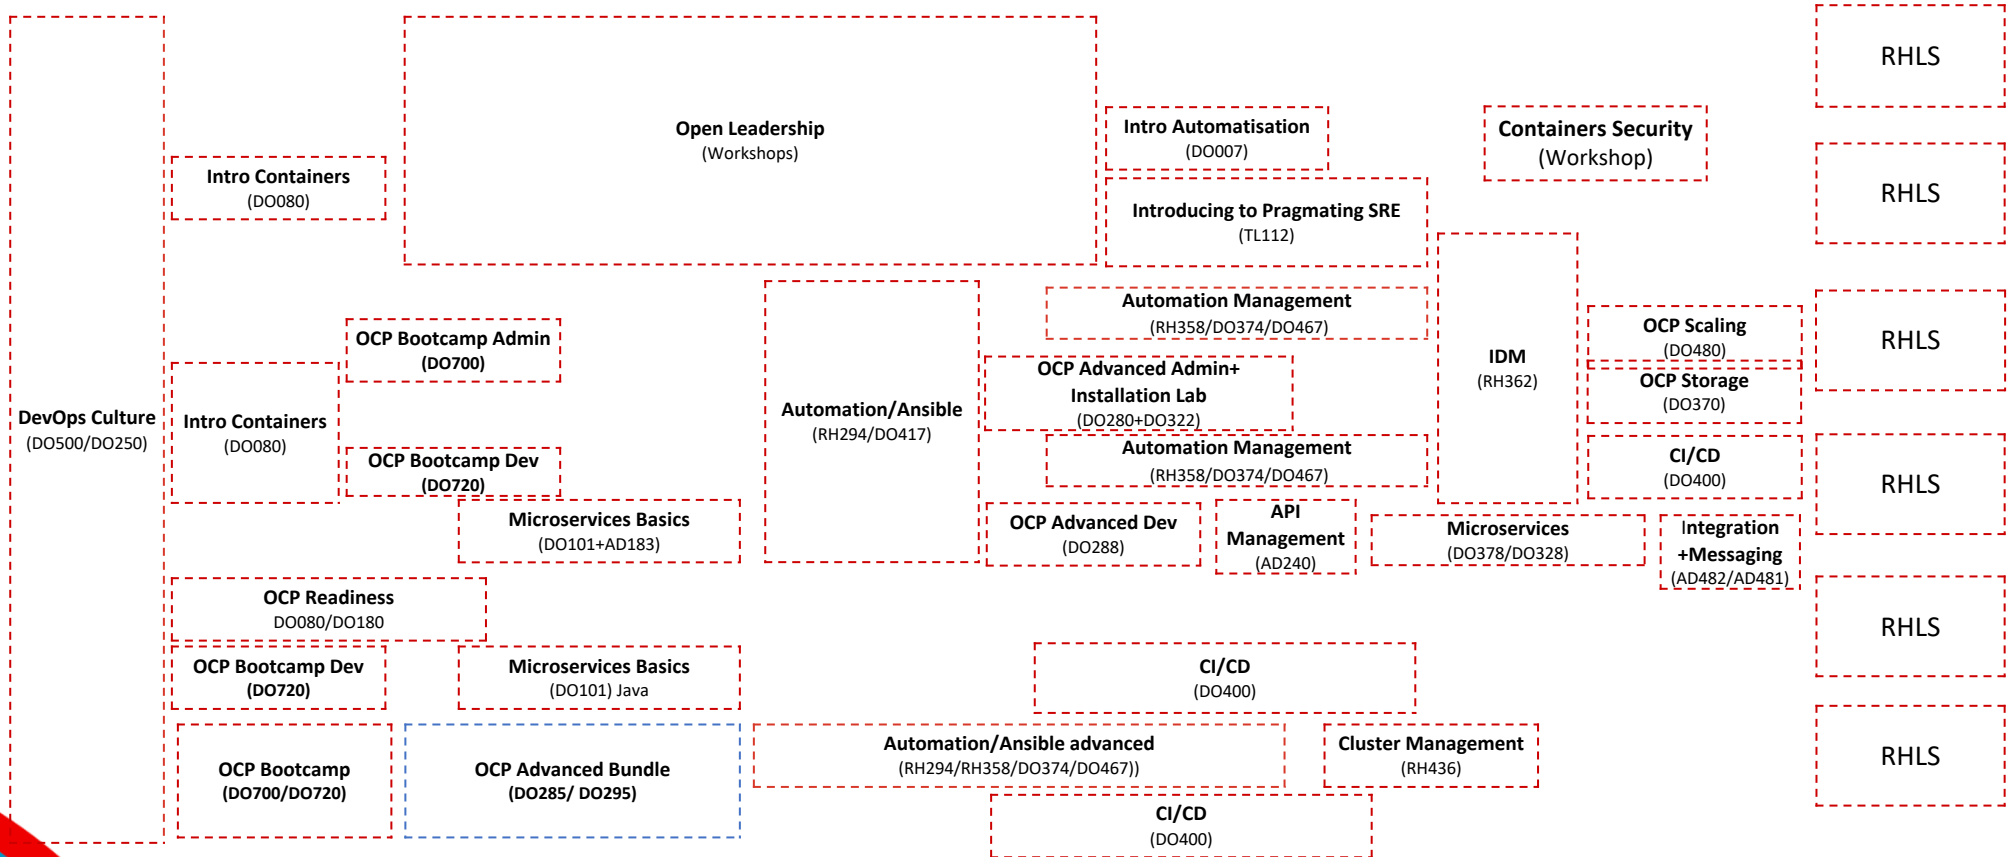 DevOps Culture
(DO500/DO250)
Intro Containers
(DO080)
Open Leadership
(Workshops)
Intro Automatisation
(DO007)
Introducing to Pragmating SRE
(TL112)
Containers Security
(Workshop)
RHLS
RHLS
Intro Containers
(DO080)
OCP Bootcamp Admin
(DO700)
OCP Bootcamp Dev
(DO720)
Microservices Basics
(DO101+AD183)
Automation/Ansible
(RH294/DO417)
Automation Management
(RH358/DO374/DO467)
OCP Advanced Admin+
Installation Lab
(DO280+DO322)
Automation Management
(RH358/DO374/DO467)
OCP Advanced Dev
(DO288)
API
Management
(AD240)
IDM
(RH362)
Microservices
(DO378/DO328)
OCP Scaling
(DO480)
OCP Storage
(DO370)
CI/CD
(DO400)
Integration
+Messaging
(AD482/AD481)
RHLS
RHLS
OCP Readiness
DO080/DO180
OCP Bootcamp Dev
(DO720)
Microservices Basics
(DO101) Java
CI/CD
(DO400)
RHLS
OCP Bootcamp
(DO700/DO720)
OCP Advanced Bundle
(DO285/ DO295)
Automation/Ansible advanced
(RH294/RH358/DO374/DO467))
Cluster Management
(RH436)
CI/CD
(DO400)
RHLS